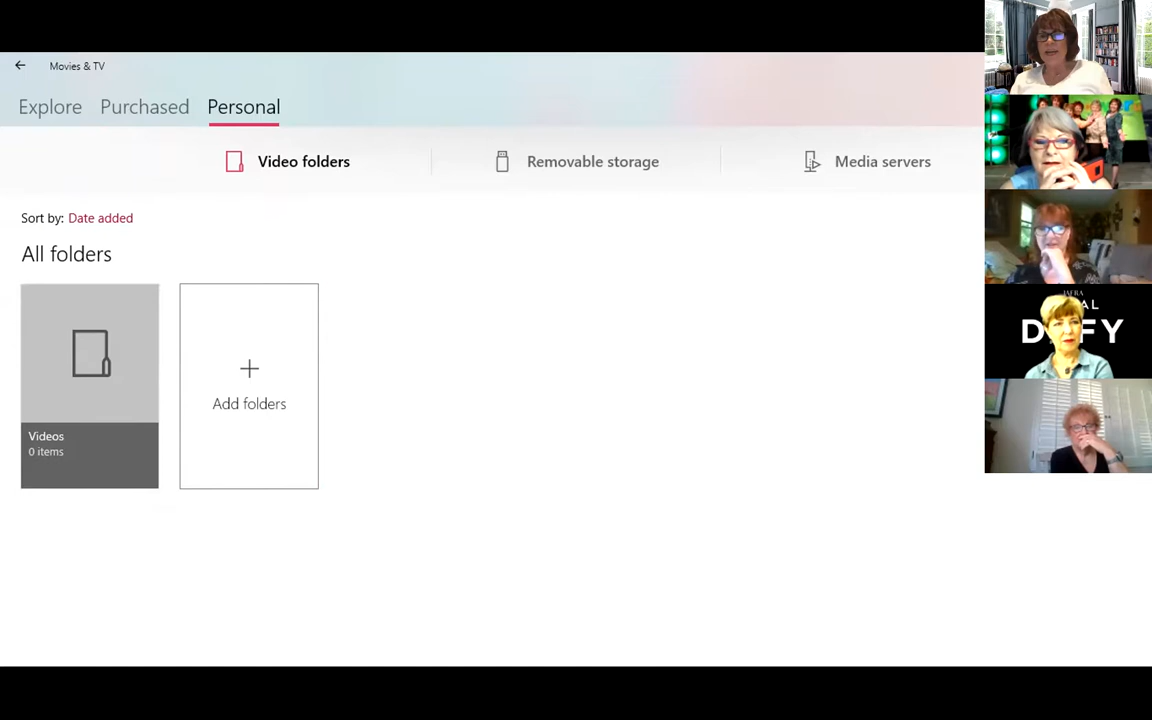 Movies & TV
Explore Purchased Personal
Video folders Removable storage Media servers
Sort by: Date added
All folders
Videos
0 items
Add folders
JAFRA